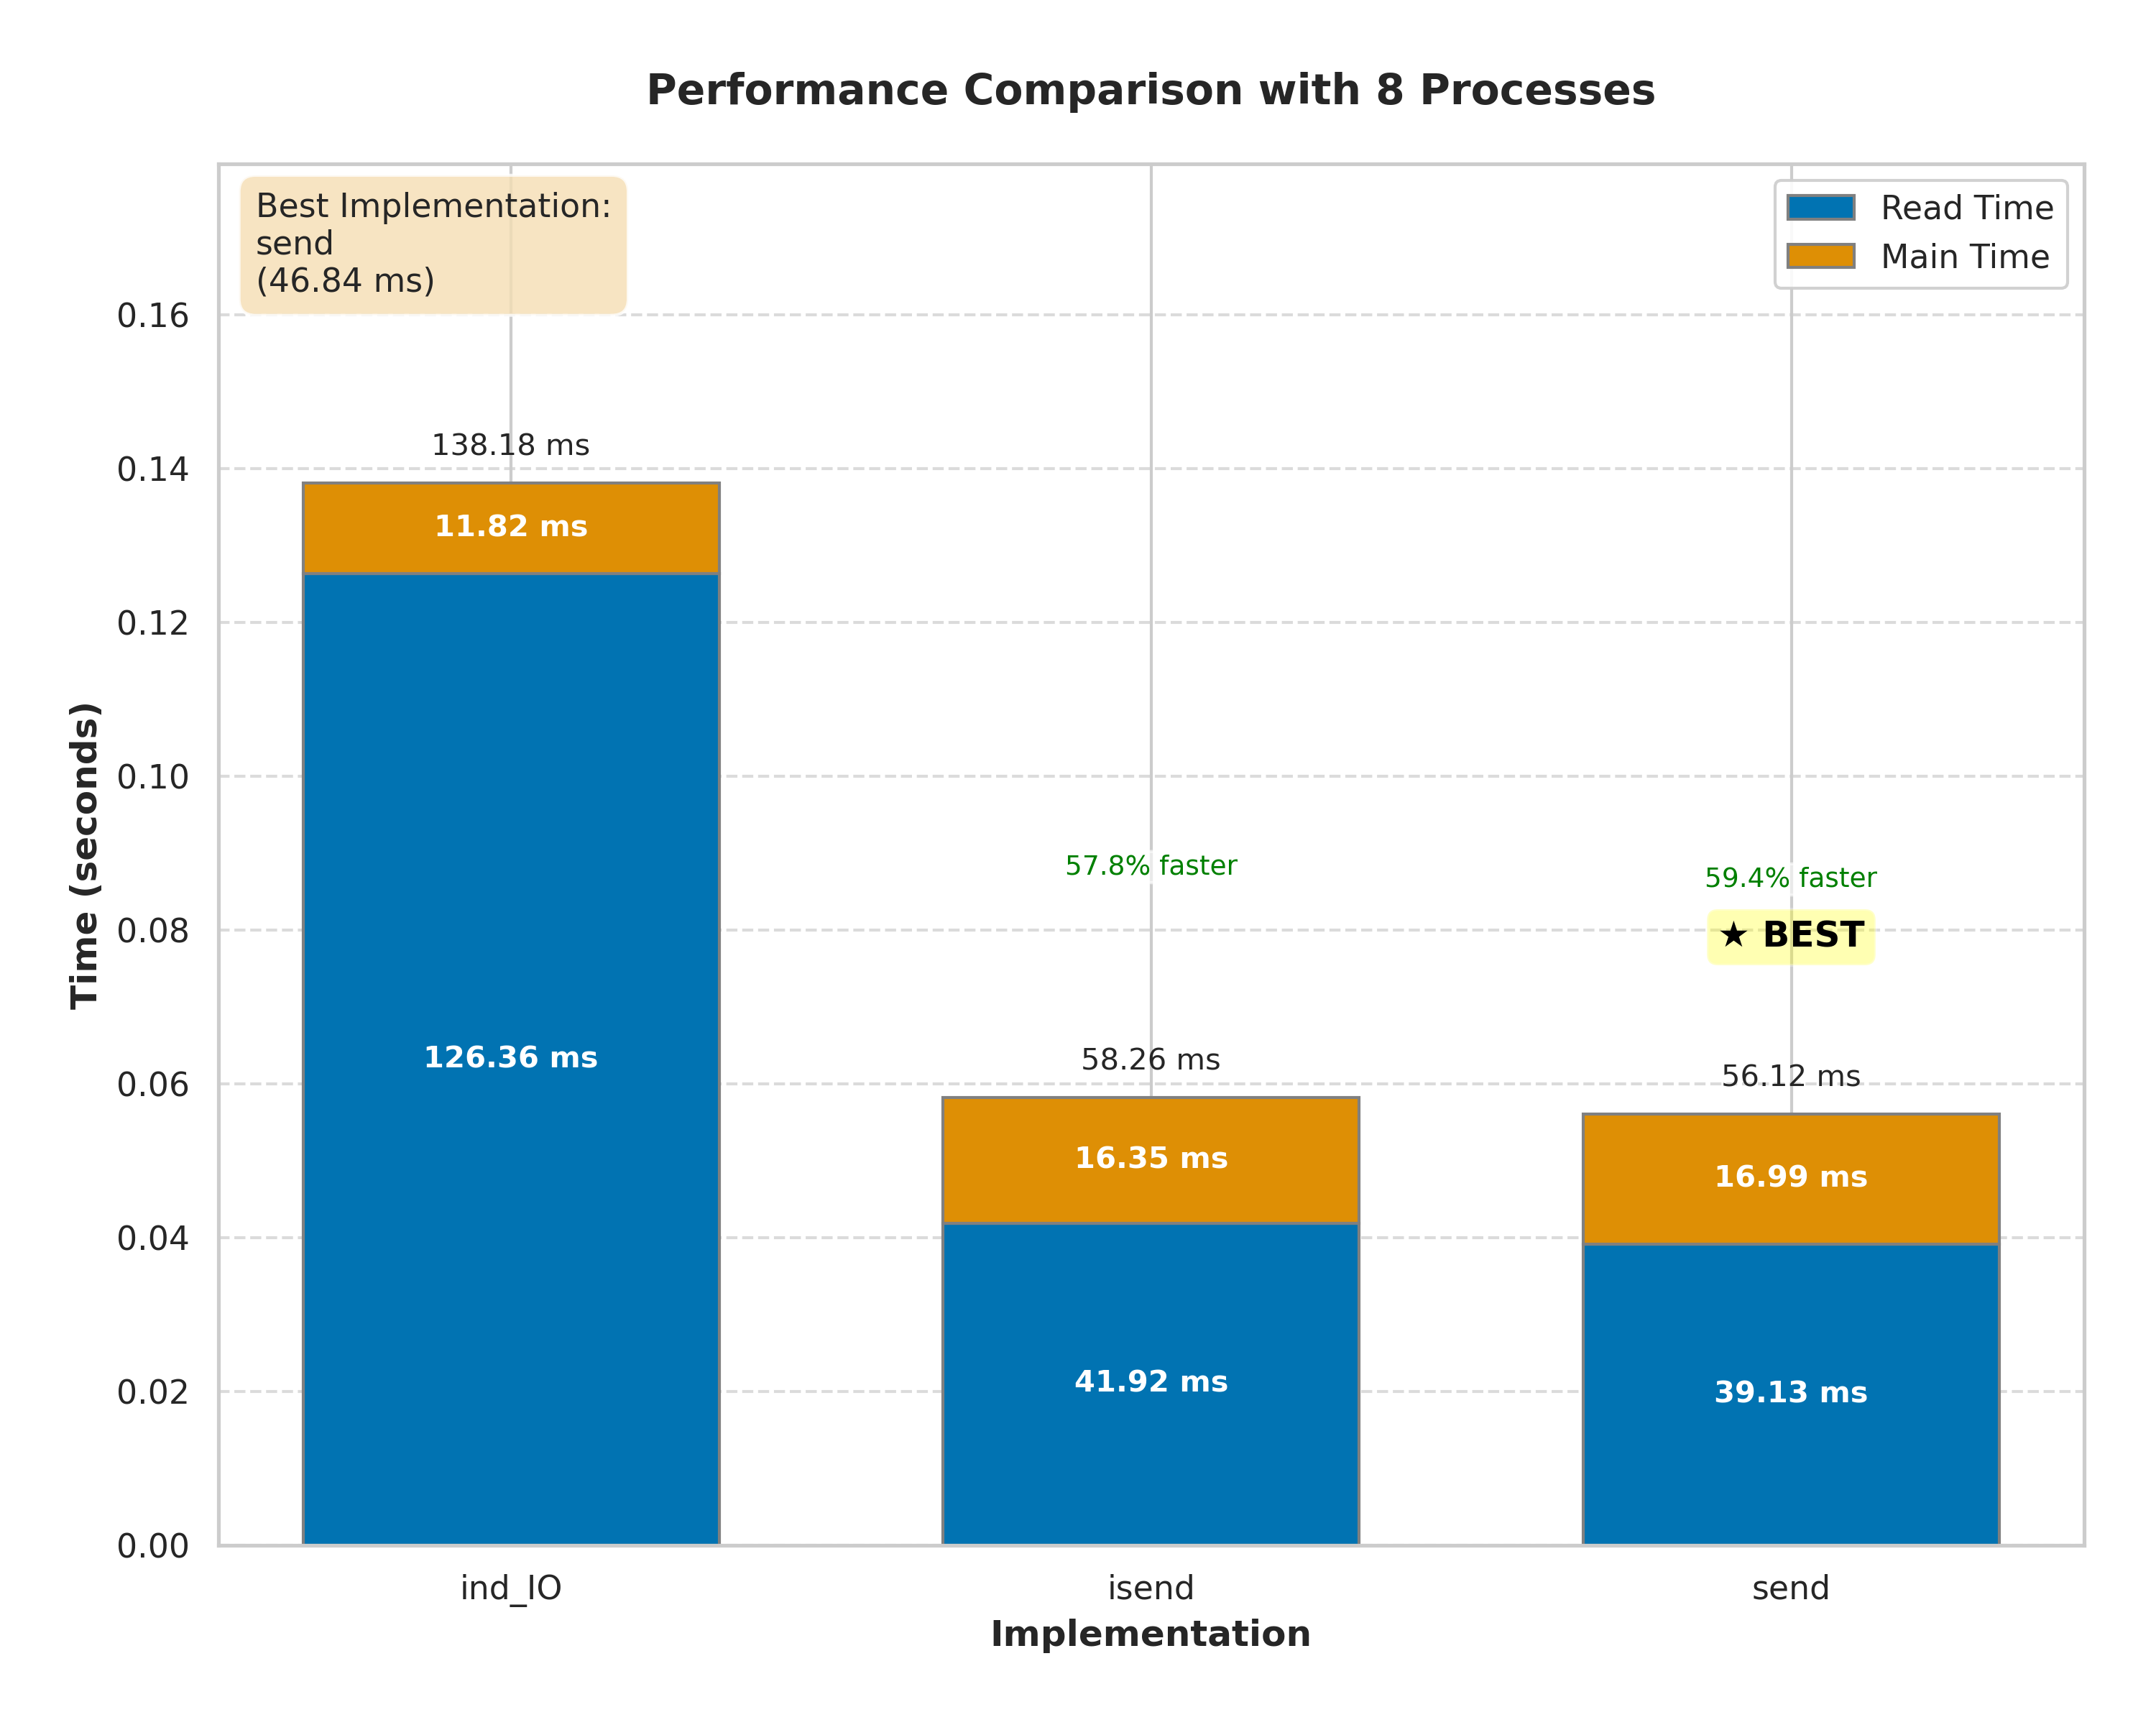 Performance Comparison with 8 Processes
Best Implementation:
send
(46.84 ms)
Read Time
Main Time
0.16
0.14
0.12
0.10
0.08
0.06
0.04
0.02
0.00
Time (seconds)
138.18 ms
11.82 ms
126.36 ms
57.8% faster
58.26 ms
16.35 ms
41.92 ms
59.4% faster
★ BEST
56.12 ms
16.99 ms
39.13 ms
ind_IO
isend
send
Implementation